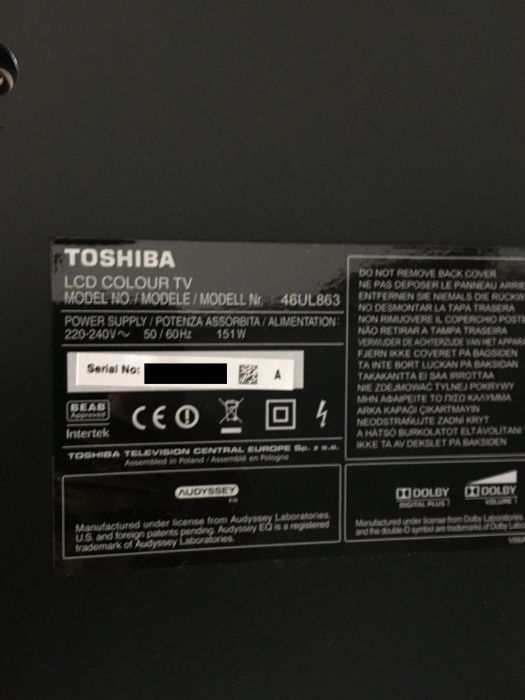 TOSHIBA
LCD COLOUR TV
MODEL NO. / MODELE / MODELL Nr. 46UL863
POWER SUPPLY / POTENZA ASSORBITA / ALIMENTATION:
220-240V~ 50 / 60Hz 151W
Serial No: A
BEAB
Approved
Intertek
CE
TOSHIBA TELEVISION CENTRAL EUROPE Sp. z o.o.
Assembled in Poland / Assemblé en Pologne
AUDYSSEY
EQ
Manufactured under license from Audyssey Laboratories.
U.S. and foreign patents pending. Audyssey EQ is a registered
trademark of Audyssey Laboratories.
DO NOT REMOVE BACK COVER
NE PAS DEPOSER LE PANNEAU ARRIE
ENTFERNEN SIE NIEMALS DIE RÜCKW
NO DESMONTAR LA TAPA TRASERA
NON RIMUOVERE IL COPERCHIO POSTE
NÃO RETIRAR A TAMPA TRASEIRA
VERWIJDER DE ACHTERZIJDE VAN HET APPARA
FJERN IKKE COVERET PÅ BAGSIDEN
TA INTE BORT LUCKAN PÅ BAKSIDAN
TAKAKANTTA EI SAA IRROTTAA
NIE ZDEJMOWAĆ TYLNEJ POKRYWY
ΜΗΝ ΑΦΑΙΡΕΙΤΕ ΤΟ ΠΙΣΩ ΚΑΛΥΜΜΑ
ARKA KAPAĞI ÇIKARTMAYIN
NEODSTRAŇUJTE ZADNÍ KRYT
A HÁTSÓ BURKOLATOT ELTÁVOLÍTANI
IKKE TA AV DEKSLET PÅ BAKSIDEN
DOLBY
DIGITAL PLUS
DOLBY
VOLUME
Manufactured under license from Dolby Laboratories
and the double-D symbol are trademarks of Dolby Labo